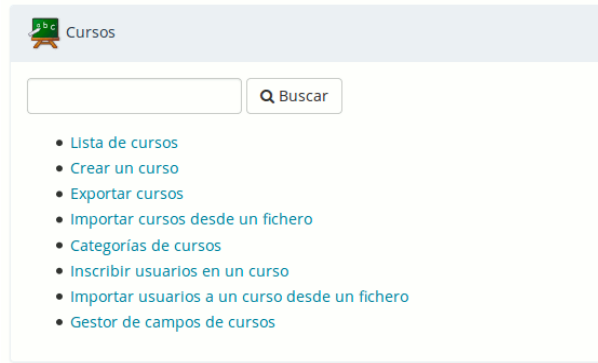 abc
Cursos
Buscar
Lista de cursos
Crear un curso
Exportar cursos
Importar cursos desde un fichero
Categorías de cursos
Inscribir usuarios en un curso
Importar usuarios a un curso desde un fichero
Gestor de campos de cursos